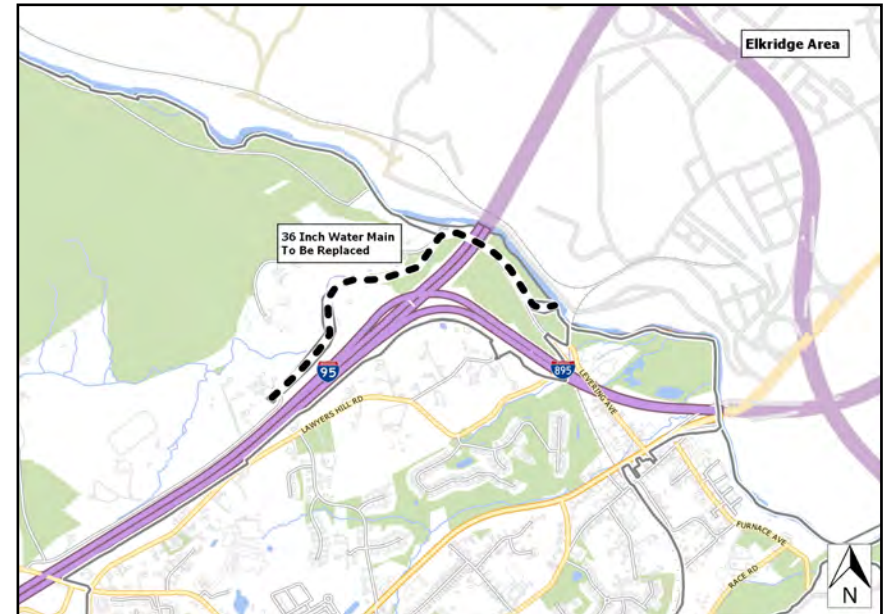 Elkridge Area
36 Inch Water Main
To Be Replaced
95
895
LEVERING AVE
LAWYERS HILL RD
FURNACE AVE
RACE RD
N